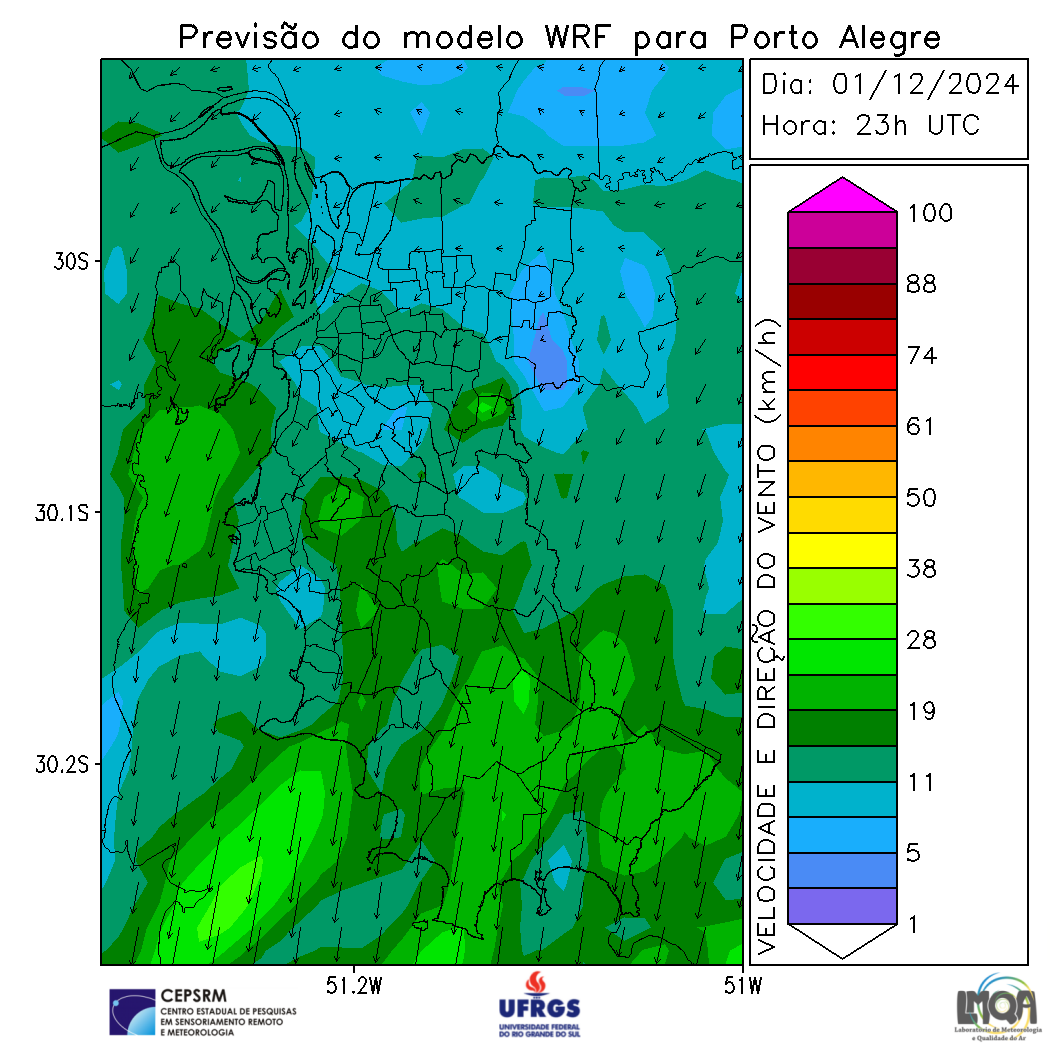 Previsão do modelo WRF para Porto Alegre
Dia: 01/12/2024
Hora: 23h UTC
30S
30.1S
30.2S
51.2W
51W
VELOCIDADE E DIREÇÃO DO VENTO (km/h)
100
88
74
61
50
38
28
19
11
5
1
CEPSRM
CENTRO ESTADUAL DE PESQUISAS
EM SENSORIAMENTO REMOTO
E METEOROLOGIA
UFRGS
UNIVERSIDADE FEDERAL
DO RIO GRANDE DO SUL
LMQA
Laboratório de Meteorologia
e Qualidade do Ar